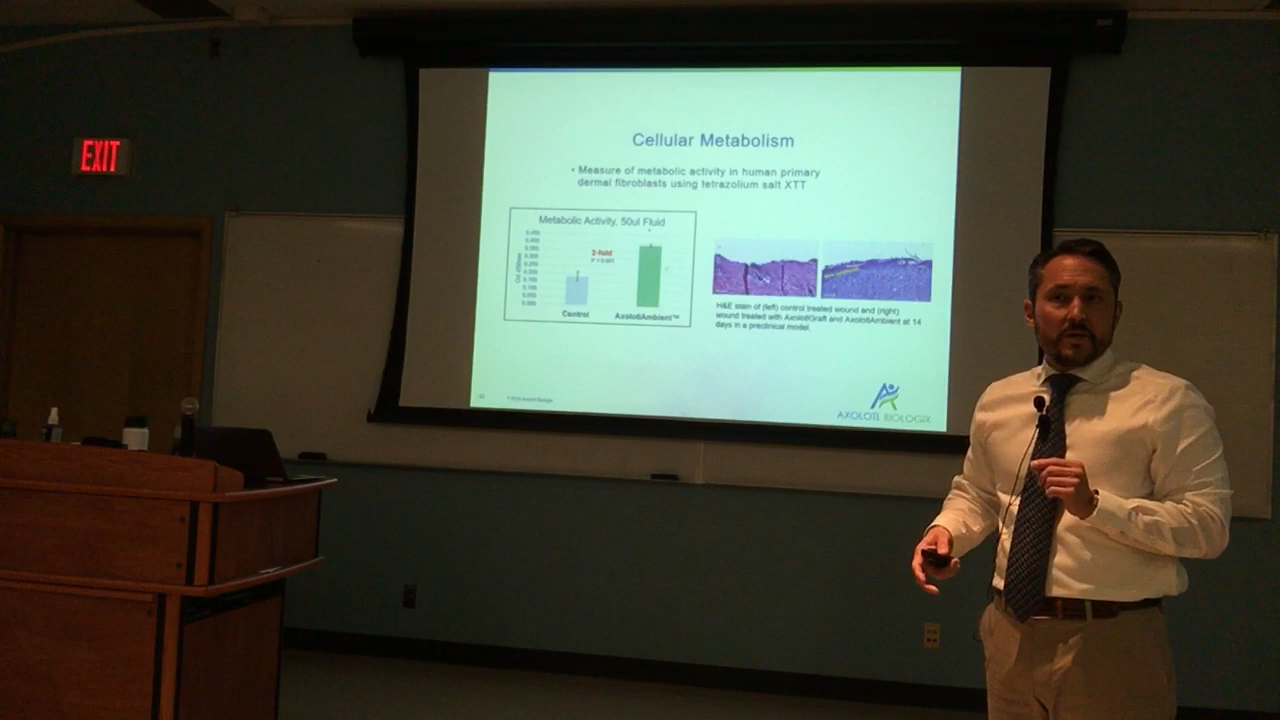 EXIT
Cellular Metabolism
• Measure of metabolic activity in human primary
dermal fibroblasts using tetrazolium salt XTT
Metabolic Activity, 50ul Fluid
2-fold
Control
AxolotlAmbient™
H&E stain of (left) control treated wound and (right)
wound treated with AxolotlGraft and AxolotlAmbient at 14
days in a preclinical model.
AXOLOTL BIOLOGIX